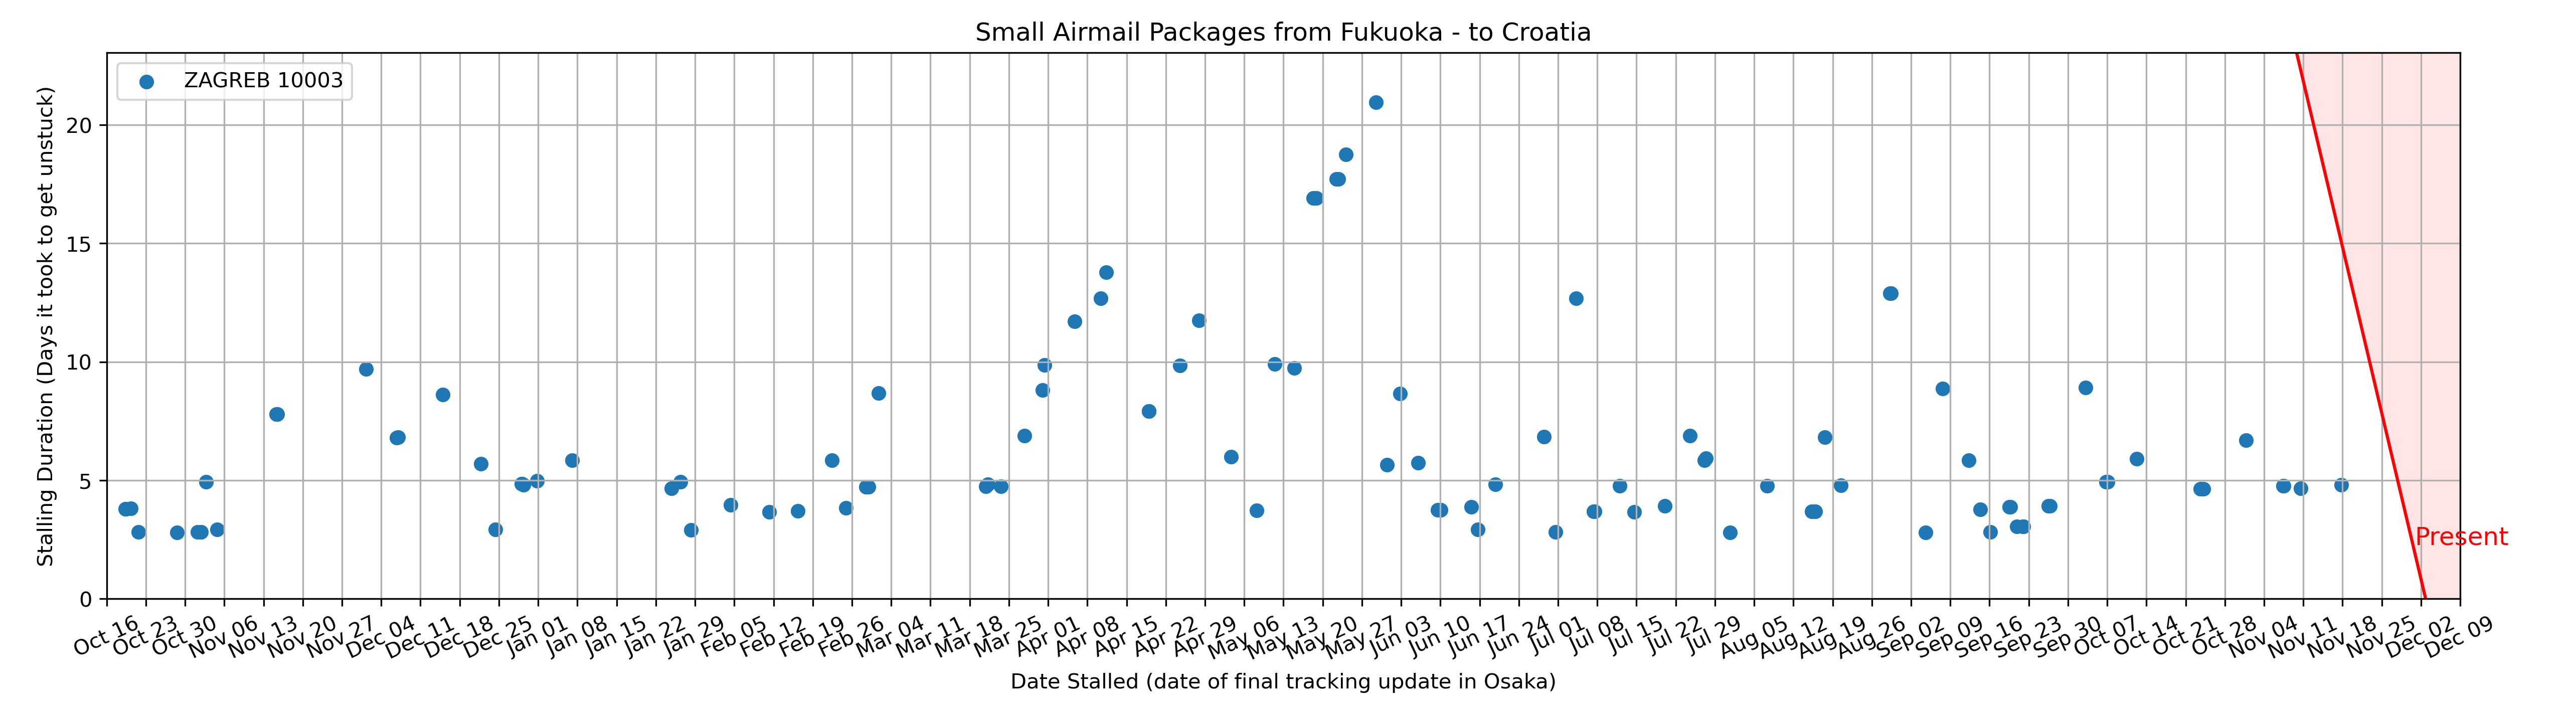 Small Airmail Packages from Fukuoka - to Croatia
ZAGREB 10003
Stalling Duration (Days it took to get unstuck)
20
15
10
5
0
Present
Oct 16
Oct 23
Oct 30
Nov 06
Nov 13
Nov 20
Nov 27
Dec 04
Dec 11
Dec 18
Dec 25
Jan 01
Jan 08
Jan 15
Jan 22
Jan 29
Feb 05
Feb 12
Feb 19
Feb 26
Mar 04
Mar 11
Mar 18
Mar 25
Apr 01
Apr 08
Apr 15
Apr 22
Apr 29
May 06
May 13
May 20
May 27
Jun 03
Jun 10
Jun 17
Jun 24
Jul 01
Jul 08
Jul 15
Jul 22
Jul 29
Aug 05
Aug 12
Aug 19
Aug 26
Sep 02
Sep 09
Sep 16
Sep 23
Sep 30
Oct 07
Oct 14
Oct 21
Oct 28
Nov 04
Nov 11
Nov 18
Nov 25
Dec 02
Dec 09
Date Stalled (date of final tracking update in Osaka)